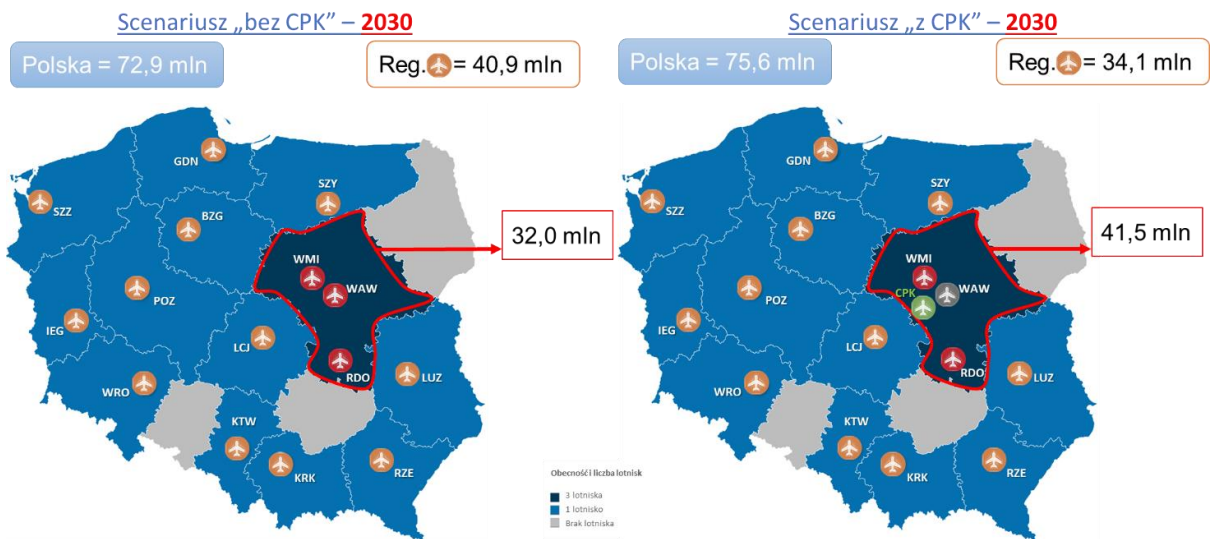 Scenariusz „bez CPK” – 2030
Polska = 72,9 mln
Reg. = 40,9 mln
GDN
SZY
SZZ
BZG
32,0 mln
WMI
WAW
POZ
IEG
LCJ
RDO
LUZ
WRO
KTW
KRK
RZE
Scenariusz „z CPK” – 2030
Polska = 75,6 mln
Reg. = 34,1 mln
GDN
SZY
SZZ
BZG
41,5 mln
WMI
WAW
CPK
POZ
IEG
LCJ
RDO
LUZ
WRO
KTW
KRK
RZE
Obecność i liczba lotnisk
3 lotniska
1 lotnisko
Brak lotniska